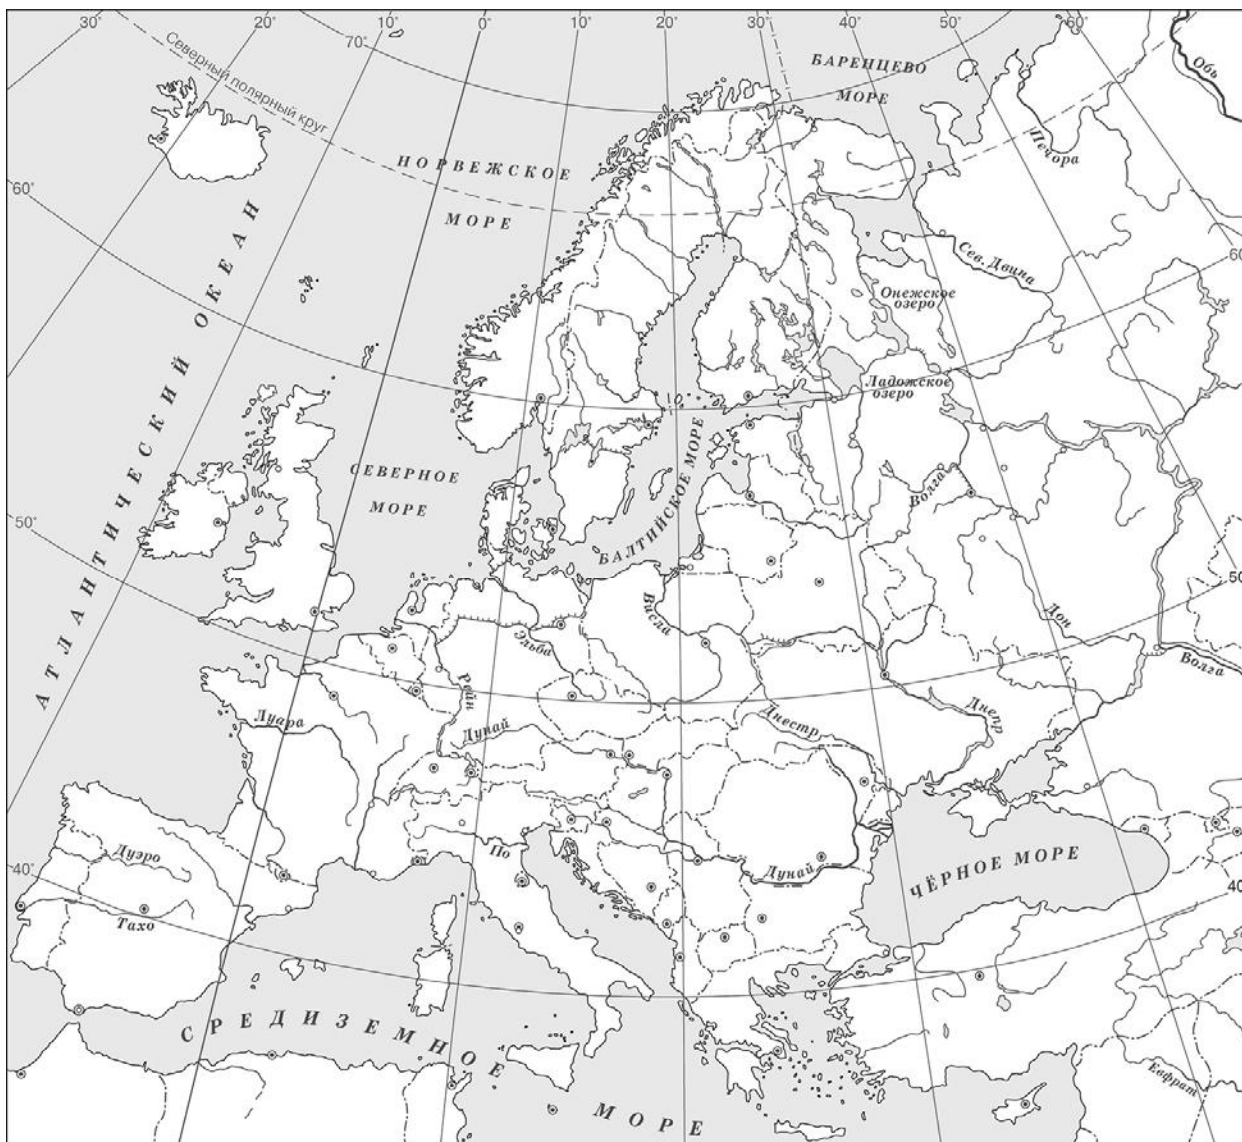 30°
20°
10°
0°
10°
20°
30°
40°
50°
60°
70°
Северный полярный круг
БАРЕНЦЕВО
МОРЕ
Обь
Печора
НОРВЕЖСКОЕ
МОРЕ
60°
60
Сев. Двина
Онежское
озеро
Ладожское
озеро
АТЛАНТИЧЕСКИЙ ОКЕАН
СЕВЕРНОЕ
МОРЕ
БАЛТИЙСКОЕ МОРЕ
Волга
50°
50
Висла
Эльба
Дон
Волга
Рейн
Луара
Дунай
Днестр
Днепр
По
Дунай
ЧЁРНОЕ МОРЕ
Дуэро
Тахо
40°
40
СРЕДИЗЕМНОЕ
МОРЕ
Евфрат